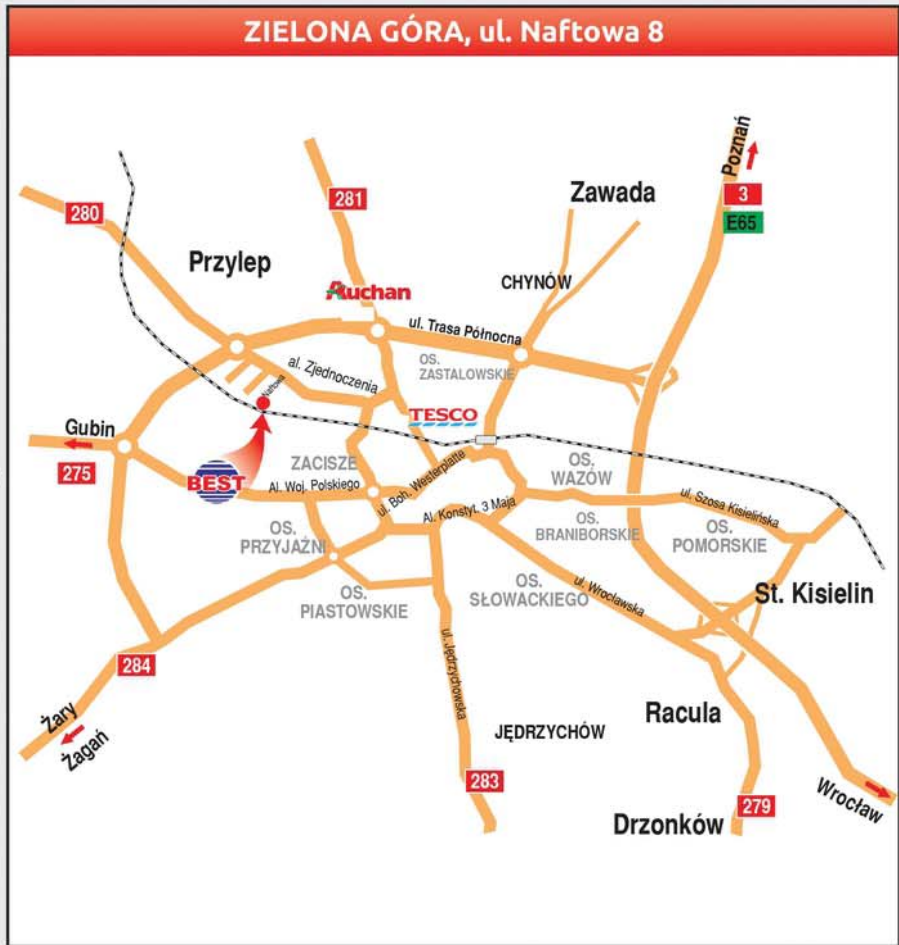 ZIELONA GÓRA, ul. Naftowa 8
Poznań
3
E65
281
280
Zawada
Przylep
CHYNÓW
Auchan
ul. Trasa Północna
OS.
ZASTALOWSKIE
al. Zjednoczenia
Naftowa
TESCO
Gubin
275
BEST
ZACISZE
Al. Woj. Polskiego
ul. Boh. Westerplatte
OS.
WAZÓW
ul. Szosa Kisielińska
Al. Konstyt. 3 Maja
OS.
BRANIBORSKIE
OS.
POMORSKIE
OS.
PRZYJAŹNI
OS.
PIASTOWSKIE
OS.
SŁOWACKIEGO
ul. Wrocławska
St. Kisielin
284
ul. Jędrzychowska
Żary
Żagań
Racula
JĘDRZYCHÓW
283
Wrocław
279
Drzonków